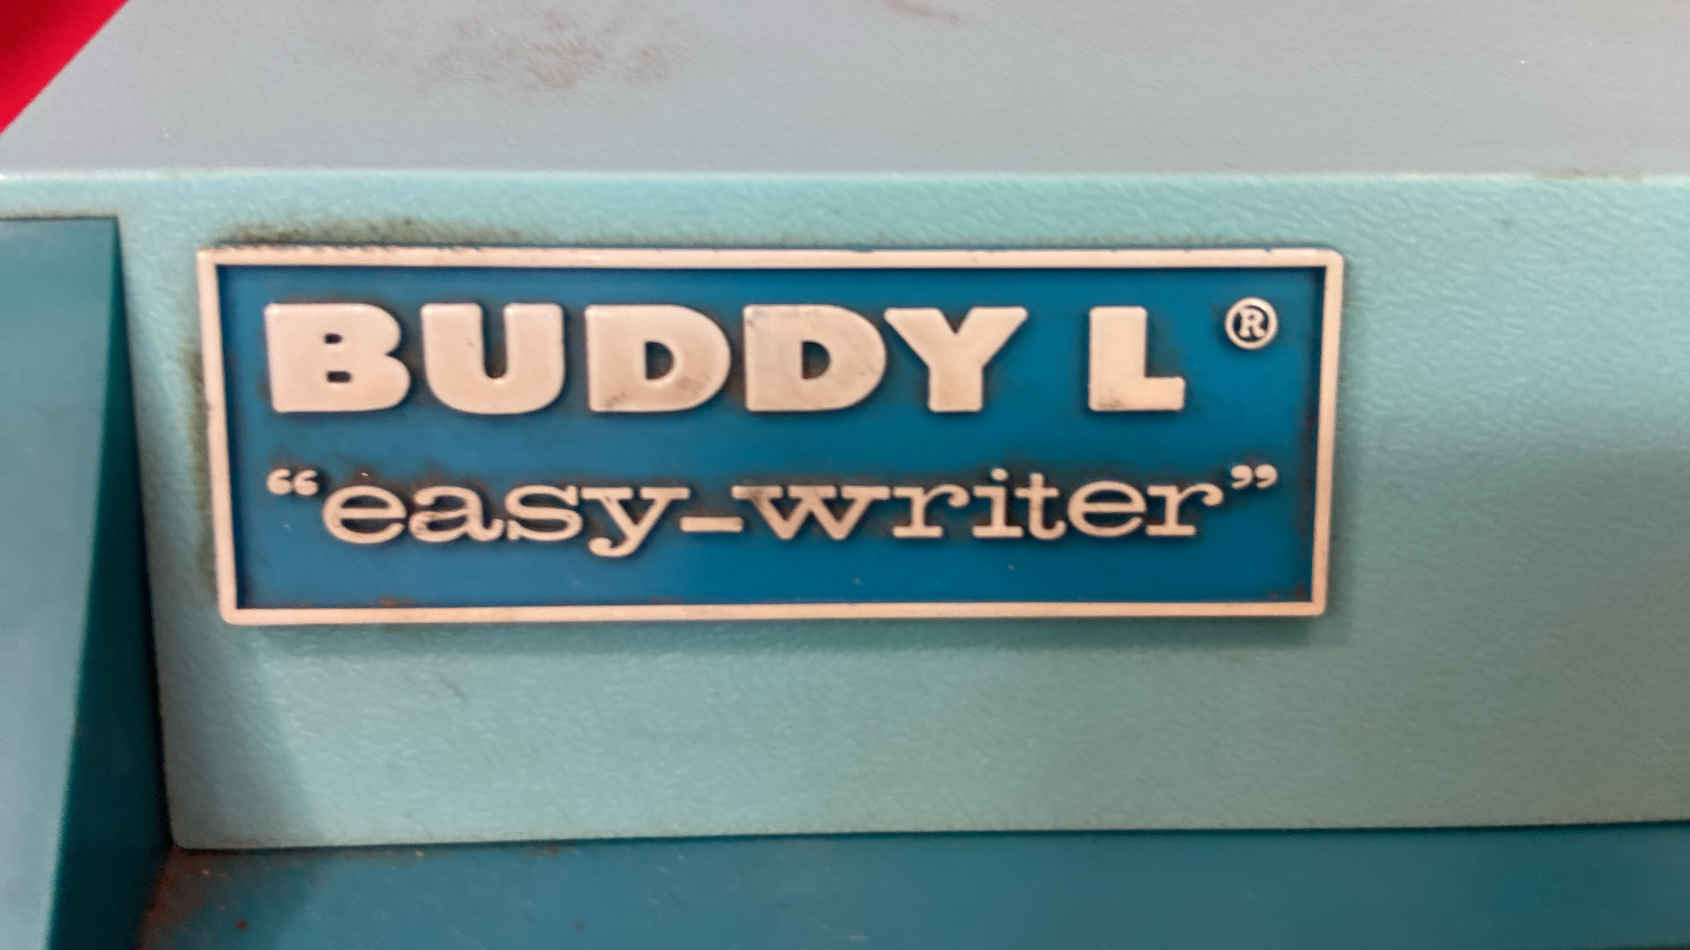 BUDDY L ®
“easy-writer”